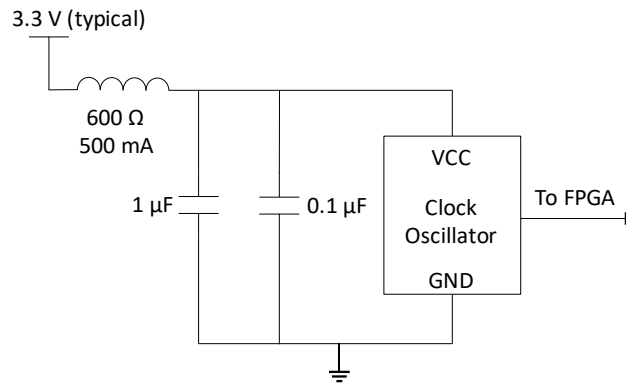 3.3 V (typical)
600 Ω
500 mA
1 µF
0.1 µF
VCC
Clock
Oscillator
GND
To FPGA